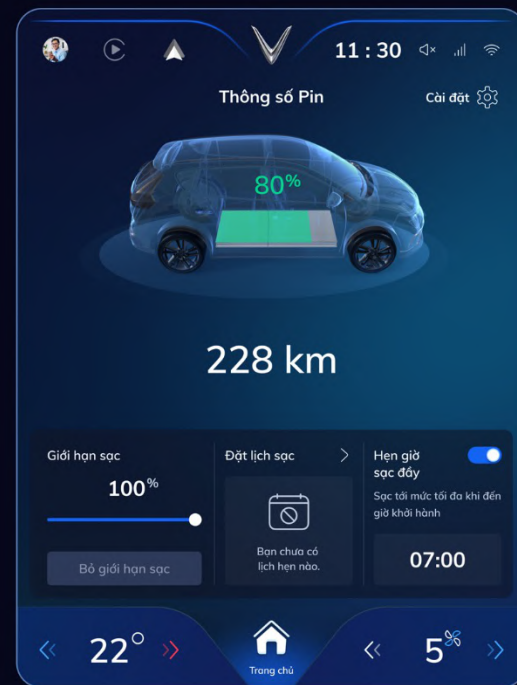 11 : 30
Thông số Pin
Cài đặt
80%
228 km
Giới hạn sạc
100%
Bỏ giới hạn sạc
Đặt lịch sạc
Bạn chưa có
lịch hẹn nào.
Hẹn giờ
sạc đầy
Sạc tới mức tối đa khi đến
giờ khởi hành
07:00
22°
Trang chủ
5